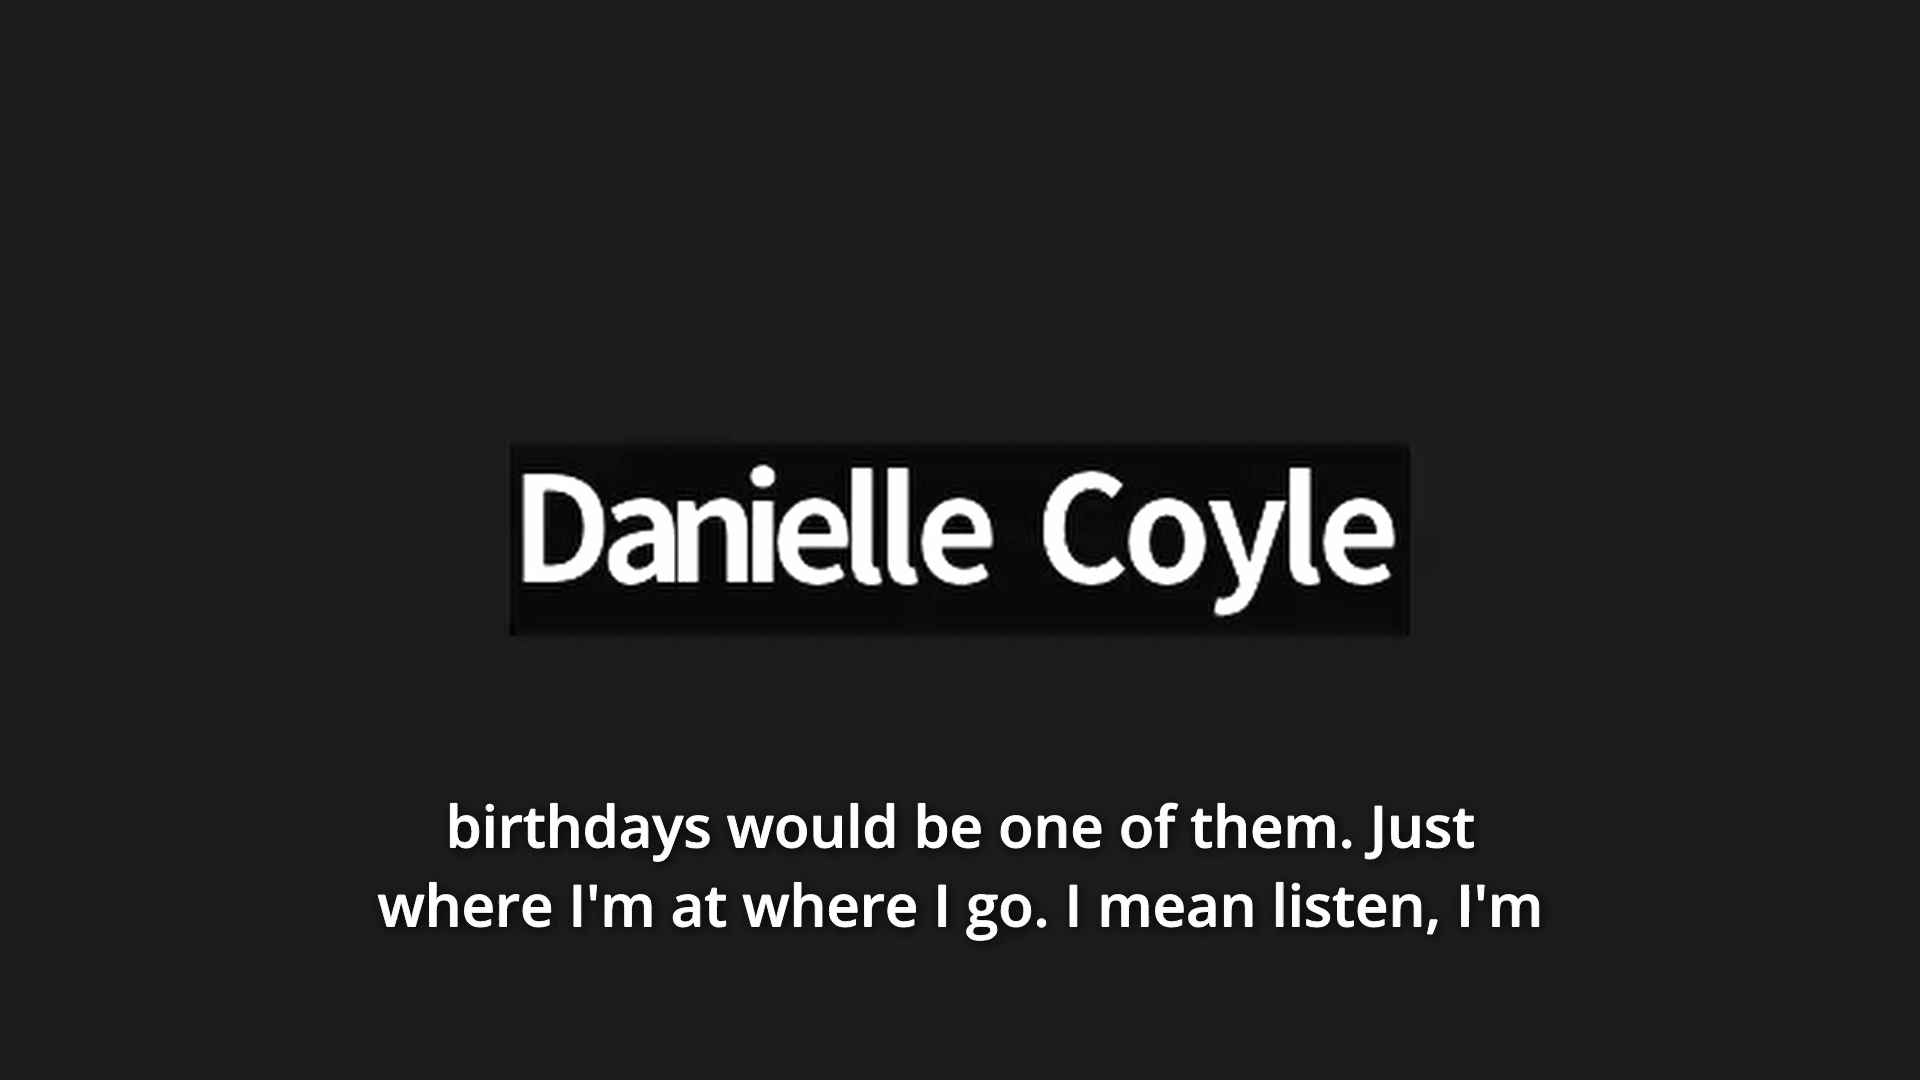 Danielle Coyle
birthdays would be one of them. Just
where I'm at where I go. I mean listen, I'm